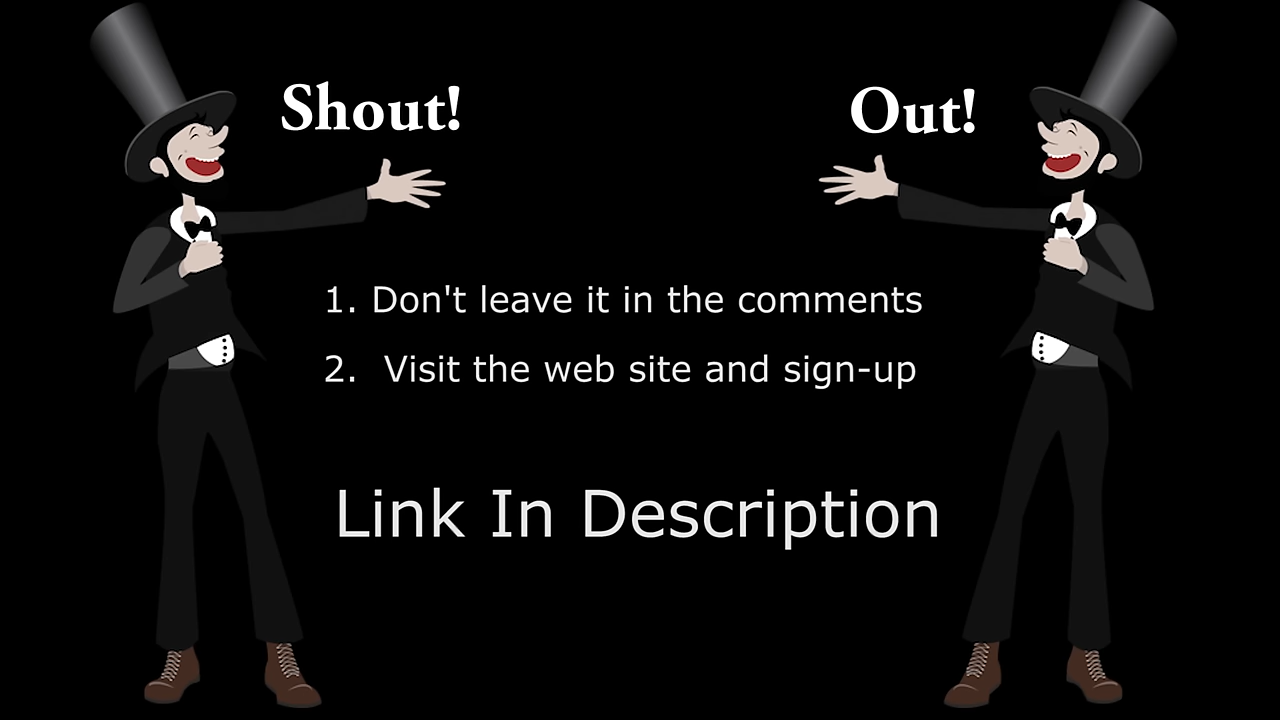 Shout! Out!
1. Don't leave it in the comments
2. Visit the web site and sign-up
Link In Description